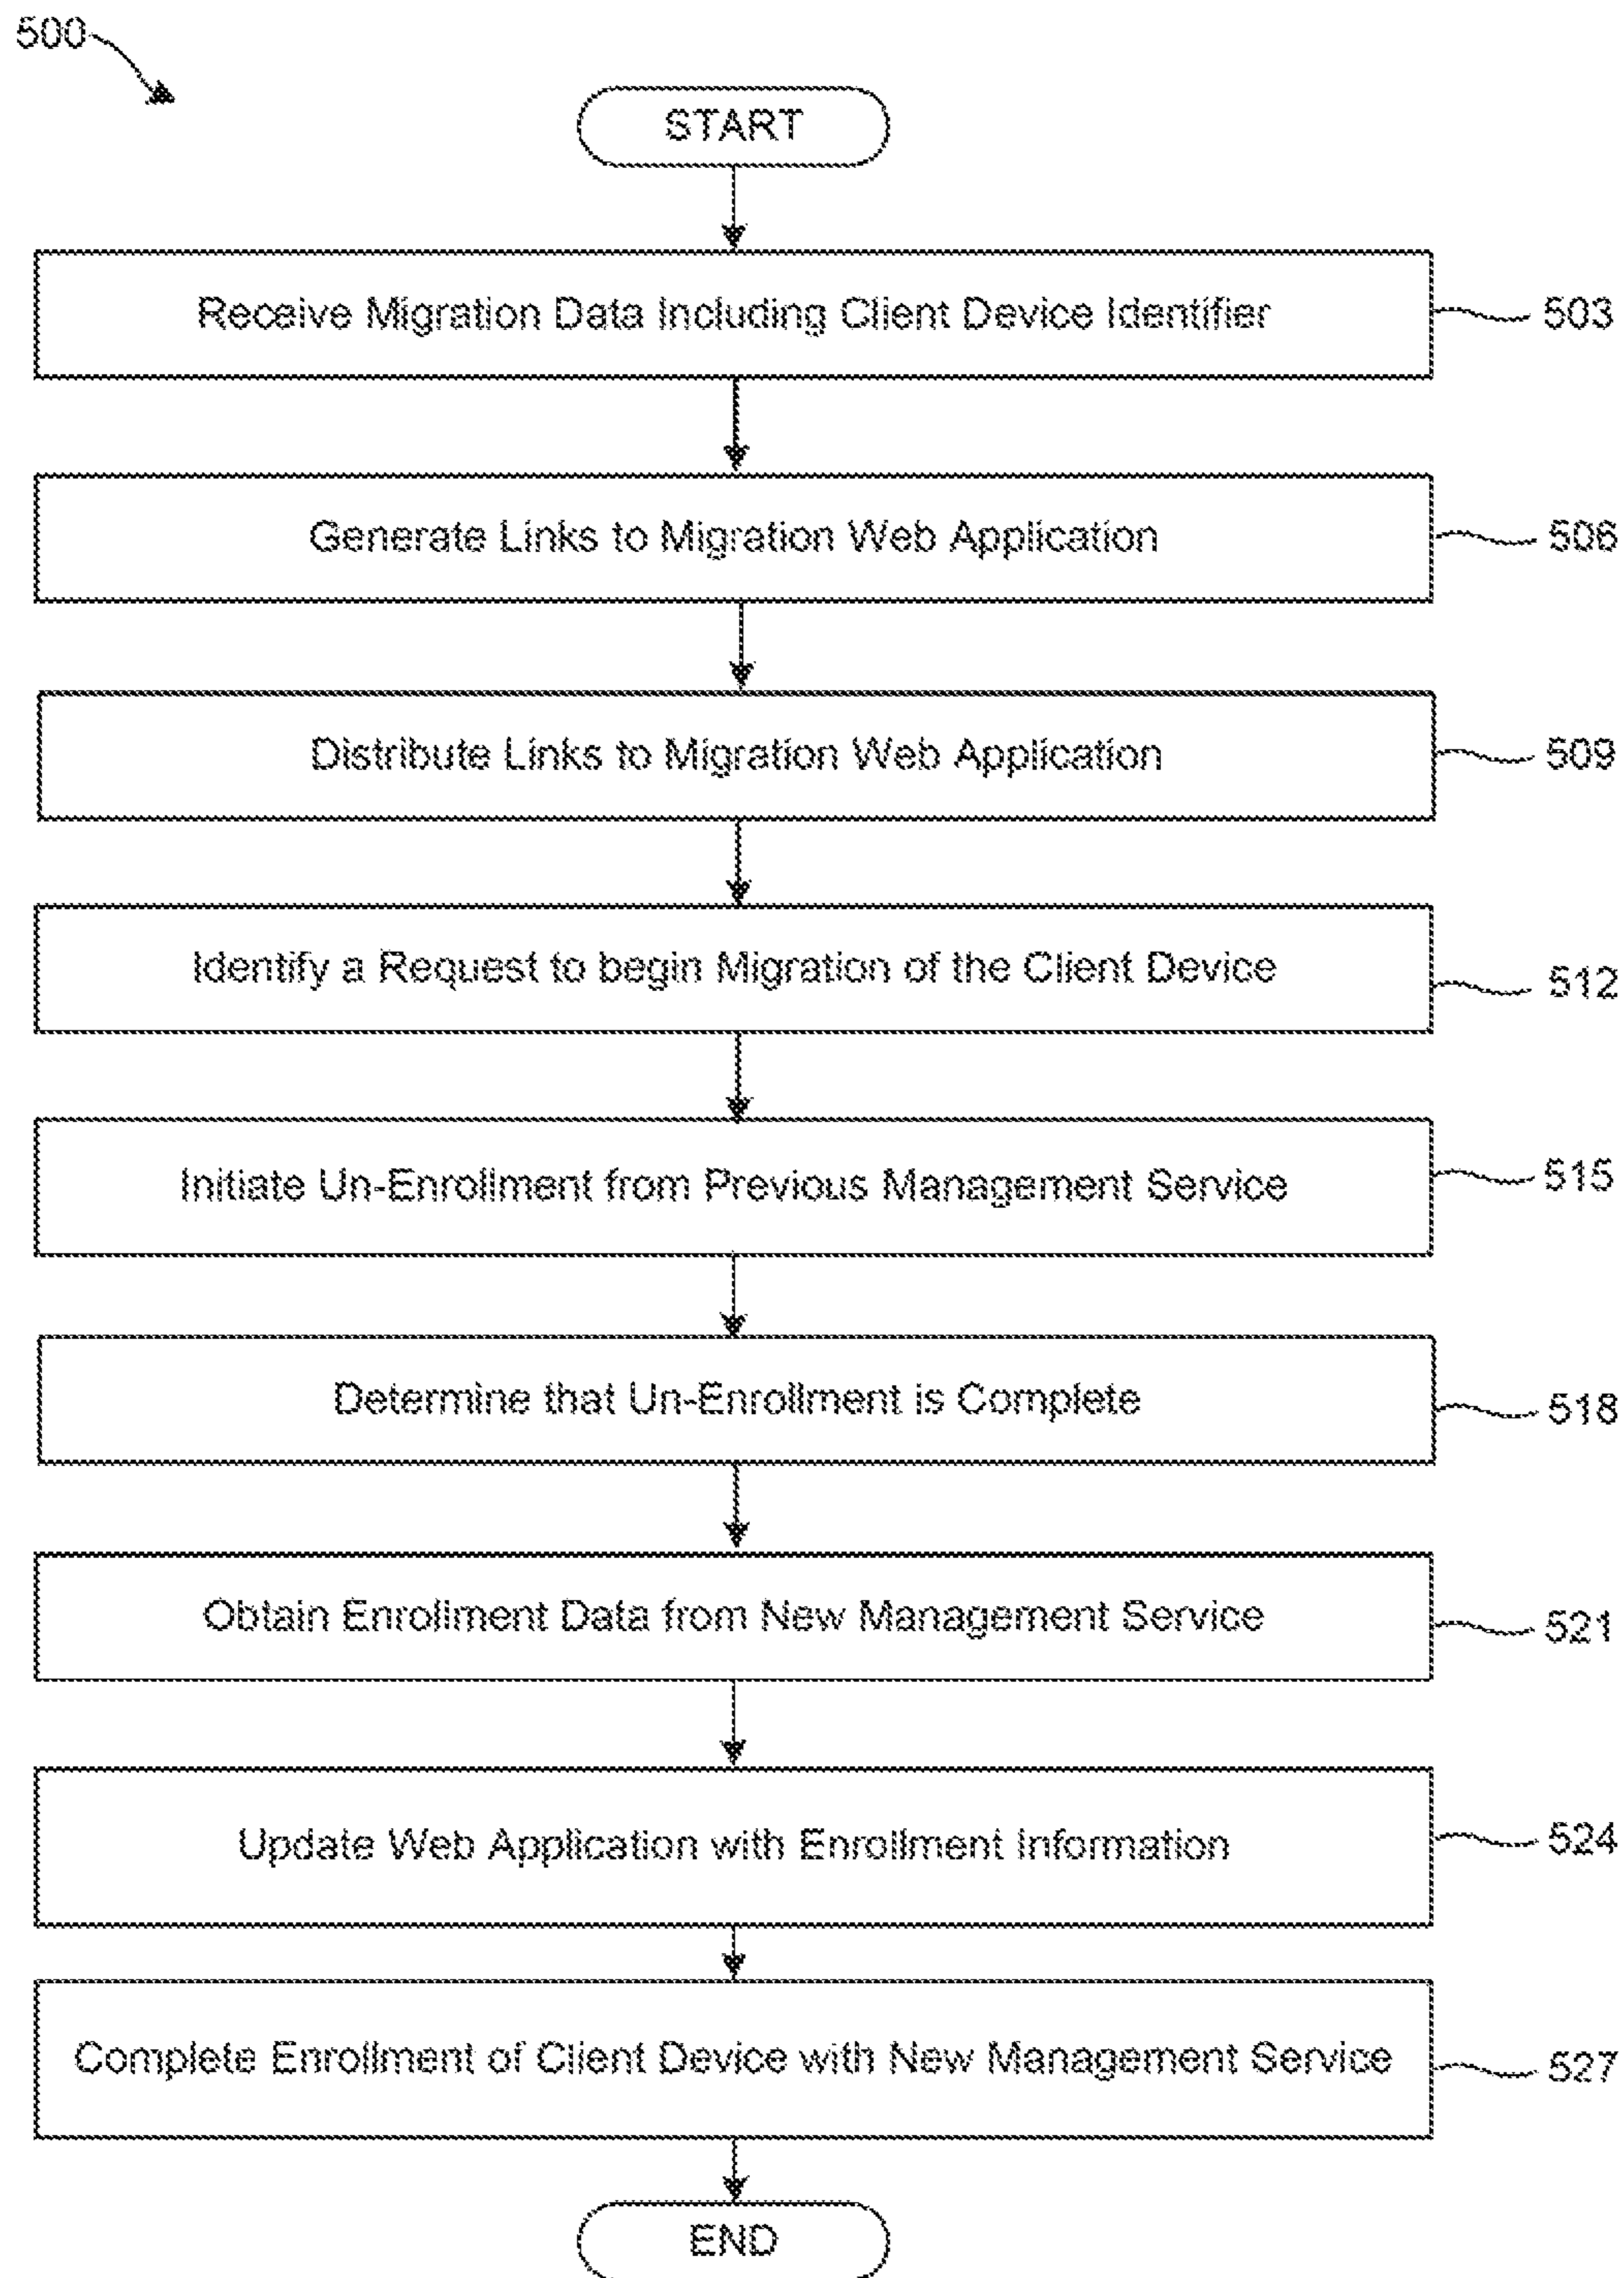 500
START
Receive Migration Data Including Client Device Identifier
503
Generate Links to Migration Web Application
506
Distribute Links to Migration Web Application
509
Identify a Request to begin Migration of the Client Device
512
Initiate Un-Enrollment from Previous Management Service
515
Determine that Un-Enrollment is Complete
518
Obtain Enrollment Data from New Management Service
521
Update Web Application with Enrollment Information
524
Complete Enrollment of Client Device with New Management Service
527
END